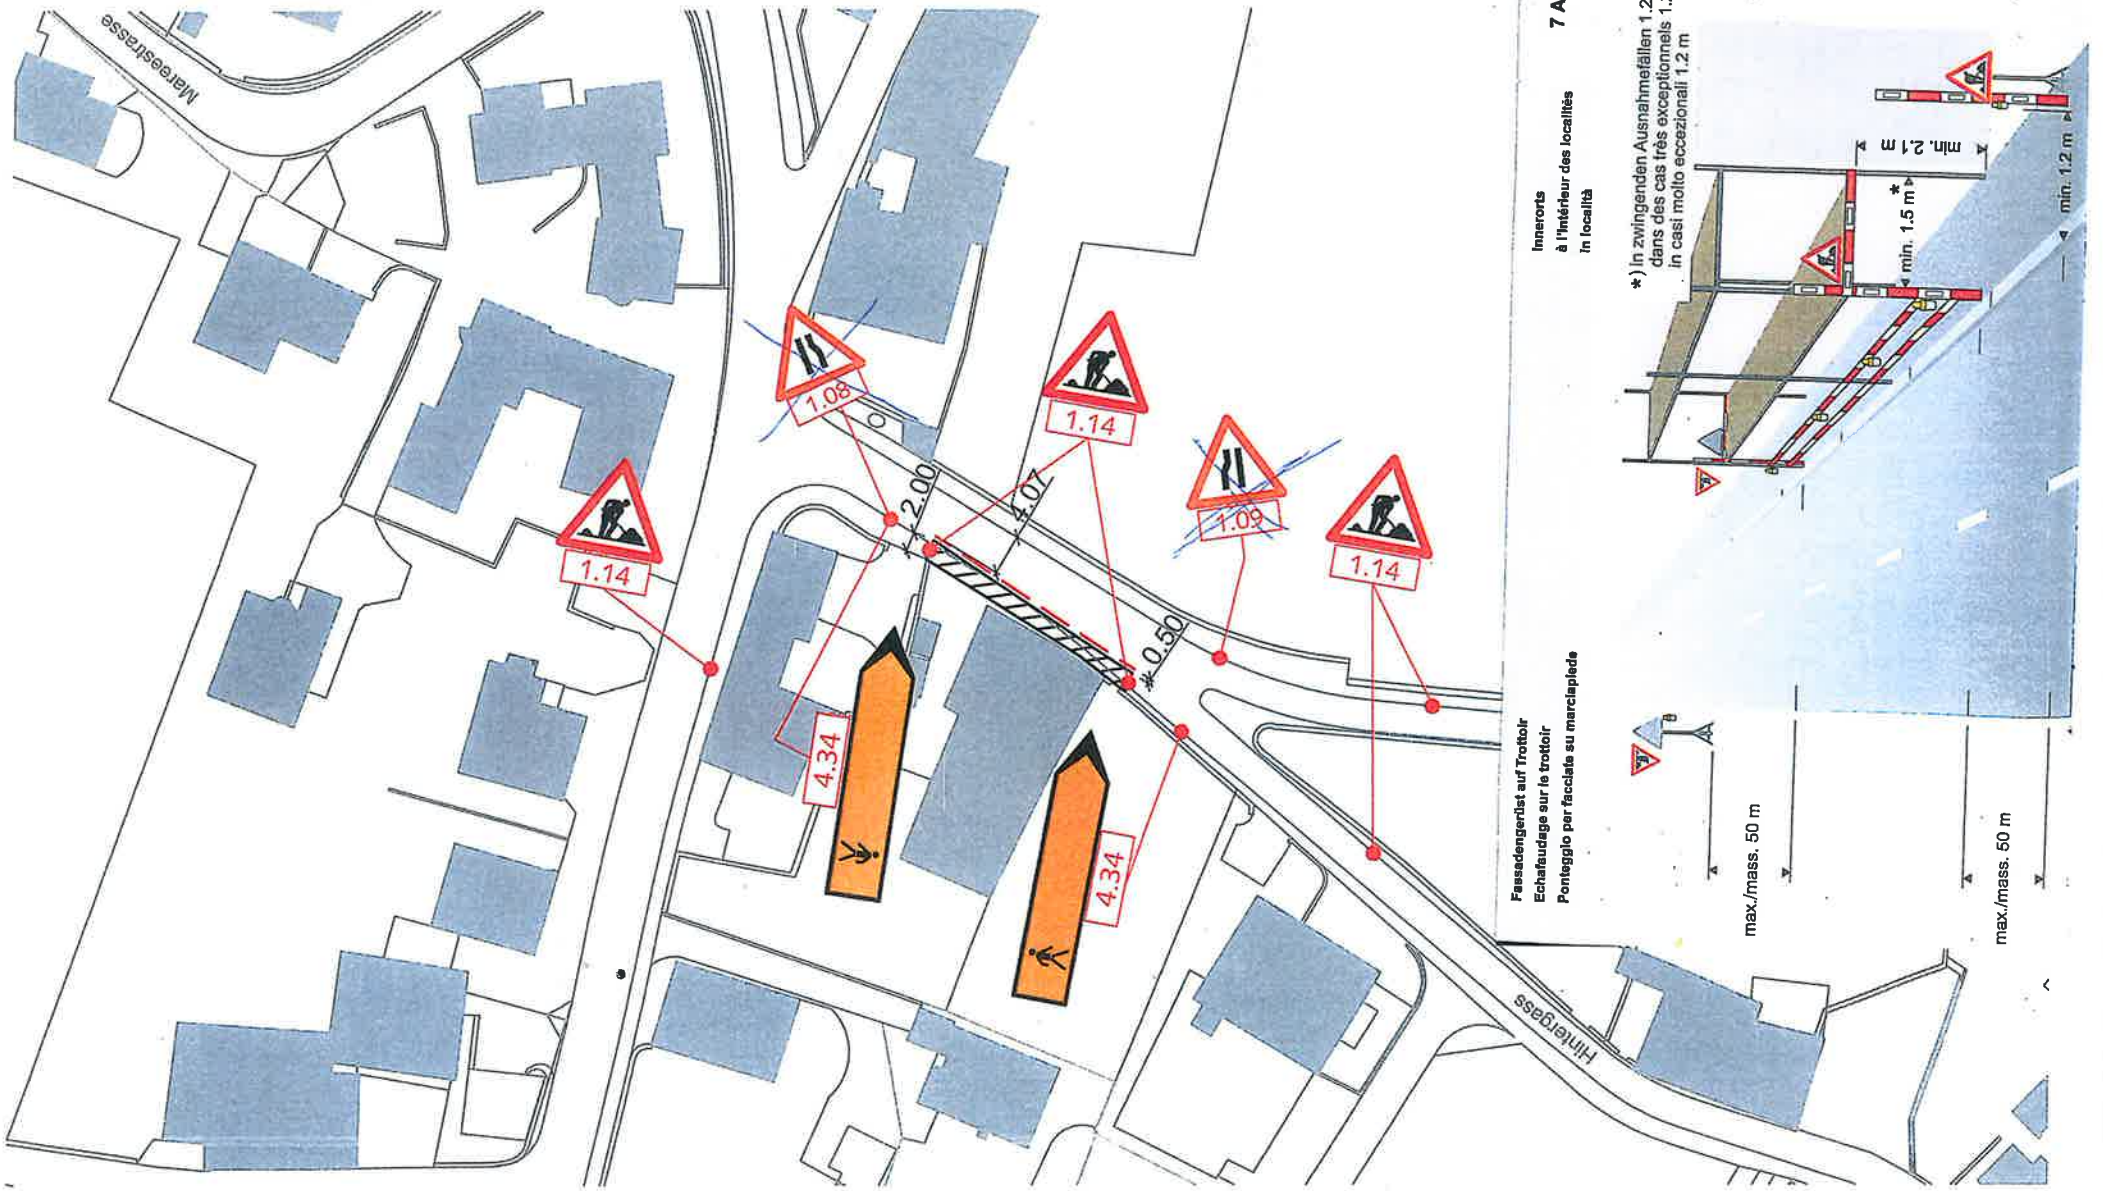 Mareestrasse
1.08
1.14
1.14
2.00
4.07
1.09
1.14
0.50
4.34
4.34
Hintergass
Innerorts
à l'intérieur des localités
in località
7 A
Fassadengerüst auf Trottoir
Echafaudage sur le trottoir
Ponteggio per facciate su marciapiede
*) In zwingenden Ausnahmefällen 1.2
dans des cas très exceptionnels 1.
in casi molto eccezionali 1.2 m
min. 2.1 m
min. 1.5 m*
min. 1.2 m
max./mass. 50 m
max./mass. 50 m